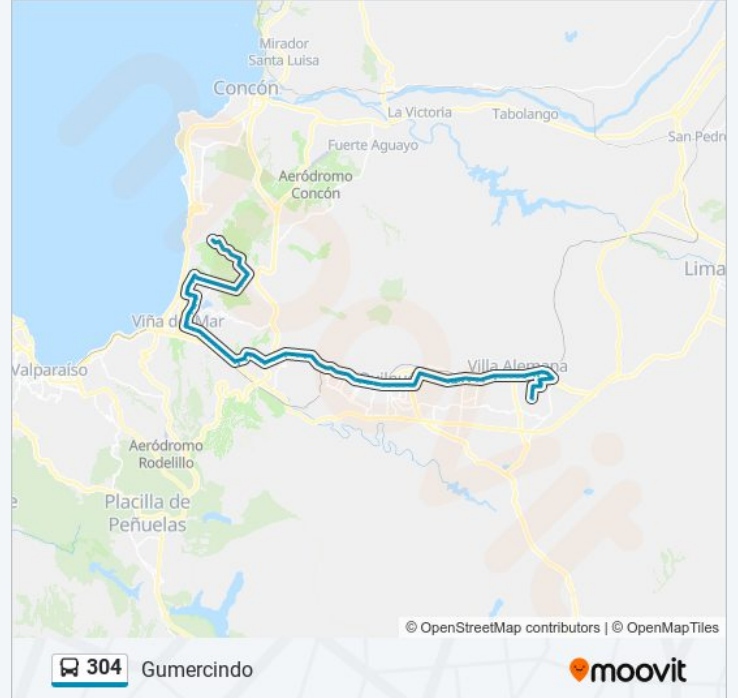 Mirador
Santa Luisa
Concón
La Victoria
Tabolango
San Pedr
Fuerte Aguayo
Aeródromo
Concón
Lima
Viña del Mar
Valparaíso
Villa Alemana
Aeródromo
Rodelillo
Placilla de
Peñuelas
© OpenStreetMap contributors | © OpenMapTiles
304 Gumercindo
moovit